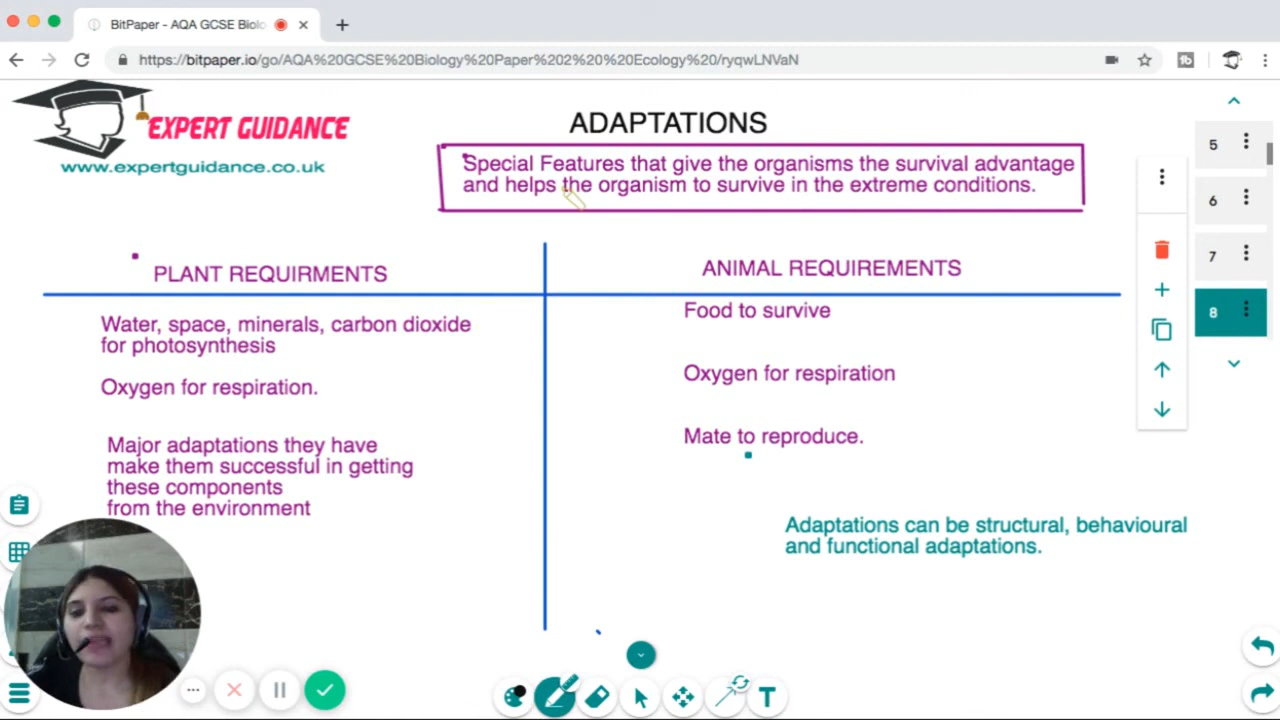 BitPaper - AQA GCSE Biolo
https://bitpaper.io/go/AQA%20GCSE%20Biology%20Paper%202%20%20Ecology%20/ryqwLNVaN
EXPERT GUIDANCE
www.expertguidance.co.uk
ADAPTATIONS
Special Features that give the organisms the survival advantage
and helps the organism to survive in the extreme conditions.
5
6
7
8
PLANT REQUIRMENTS
Water, space, minerals, carbon dioxide
for photosynthesis
Oxygen for respiration.
Major adaptations they have
make them successful in getting
these components
from the environment
ANIMAL REQUIREMENTS
Food to survive
Oxygen for respiration
Mate to reproduce.
Adaptations can be structural, behavioural
and functional adaptations.
T